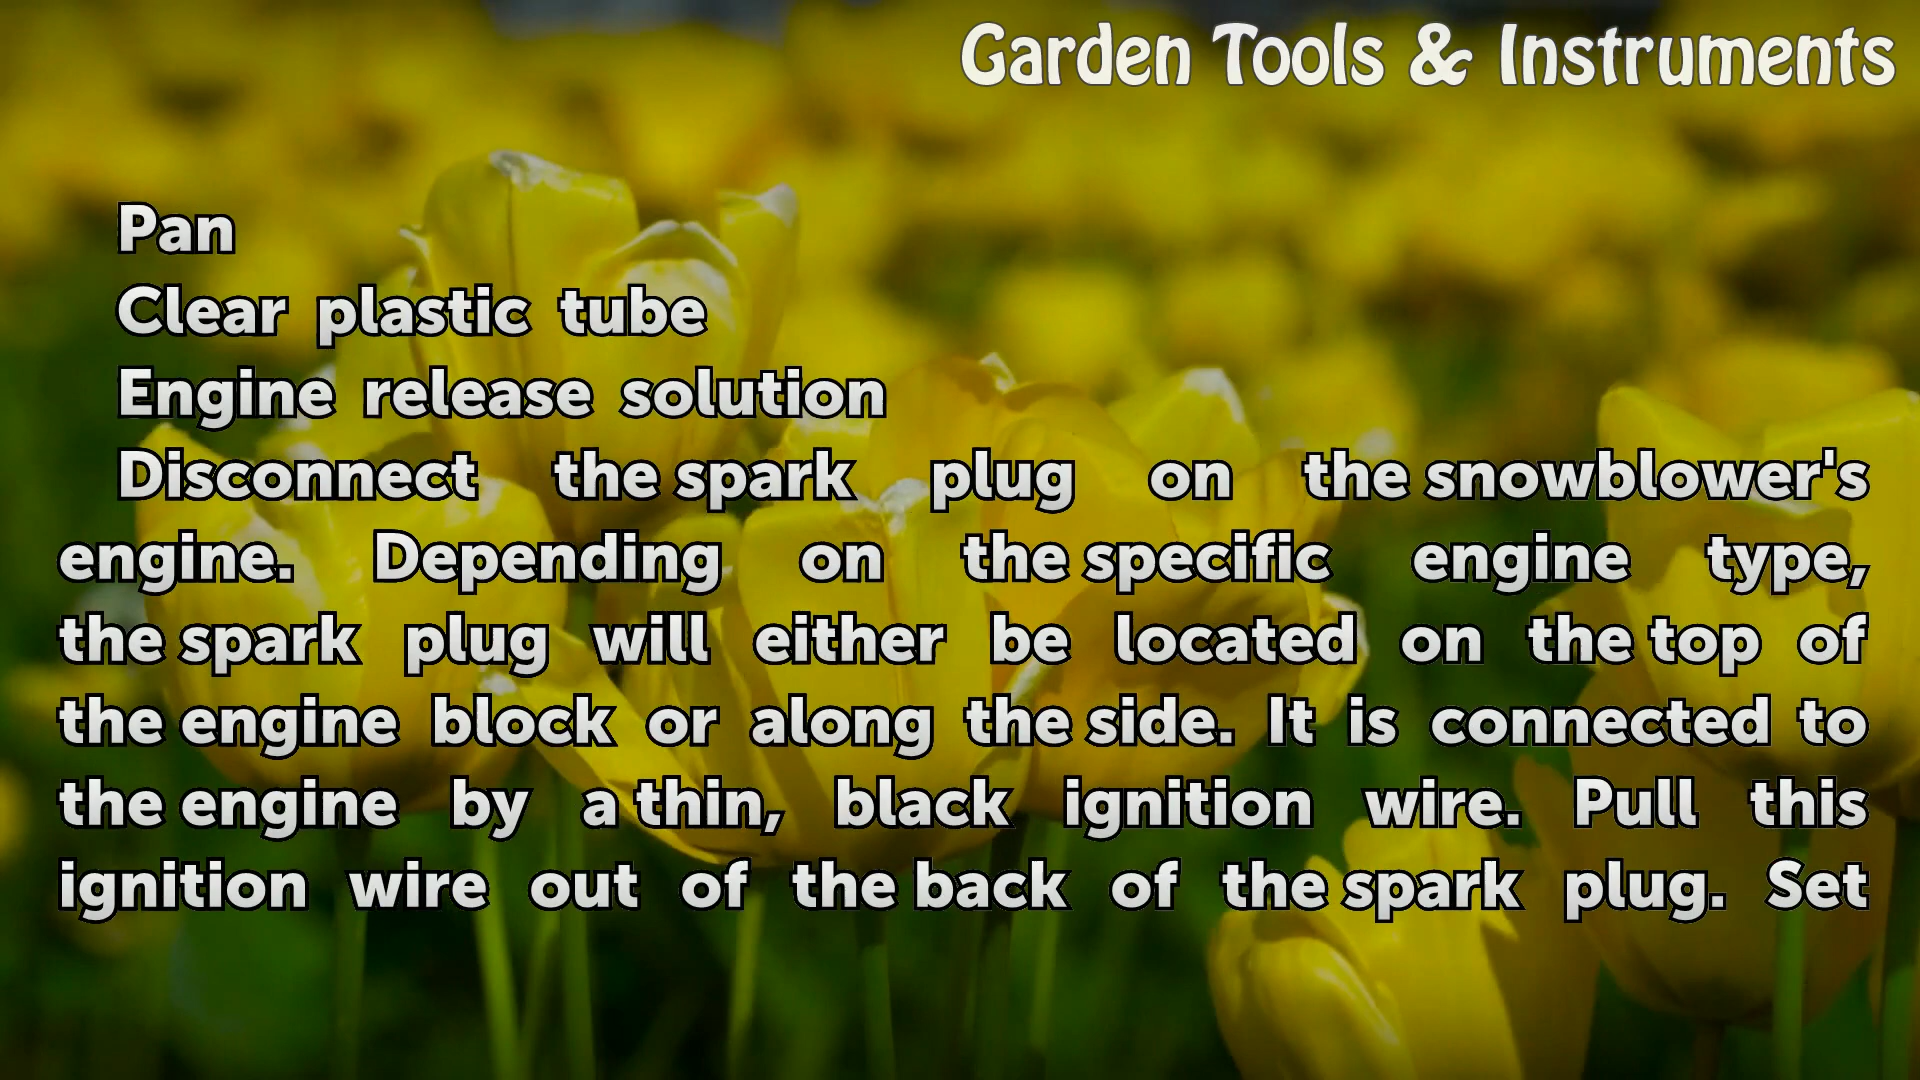 Garden Tools & Instruments
Pan
Clear plastic tube
Engine release solution
Disconnect the spark plug on the snowblower's
engine. Depending on the specific engine type,
the spark plug will either be located on the top of
the engine block or along the side. It is connected to
the engine by a thin, black ignition wire. Pull this
ignition wire out of the back of the spark plug. Set